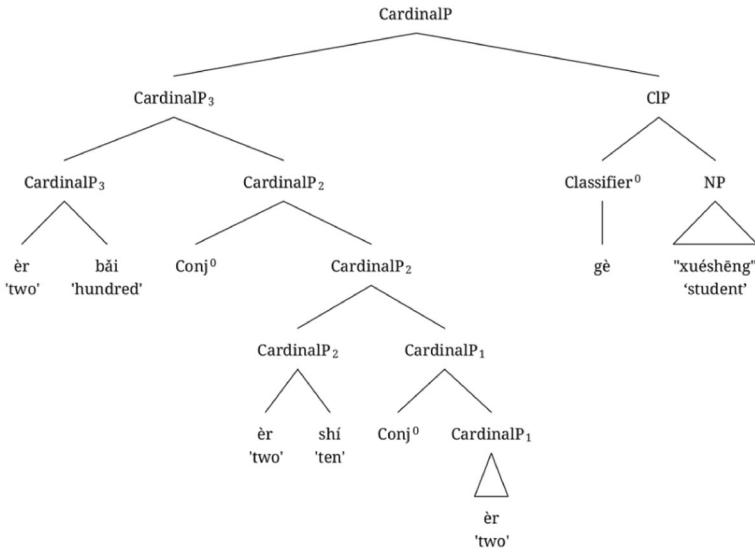 CardinalP
CardinalP₃ ClP
CardinalP₃ CardinalP₂ Classifier⁰ NP
èr bǎi Conj⁰ CardinalP₂ gè "xuéshēng"
'two' 'hundred' ‘student’
CardinalP₂ CardinalP₁
èr shí Conj⁰ CardinalP₁
'two' 'ten'
èr
'two'